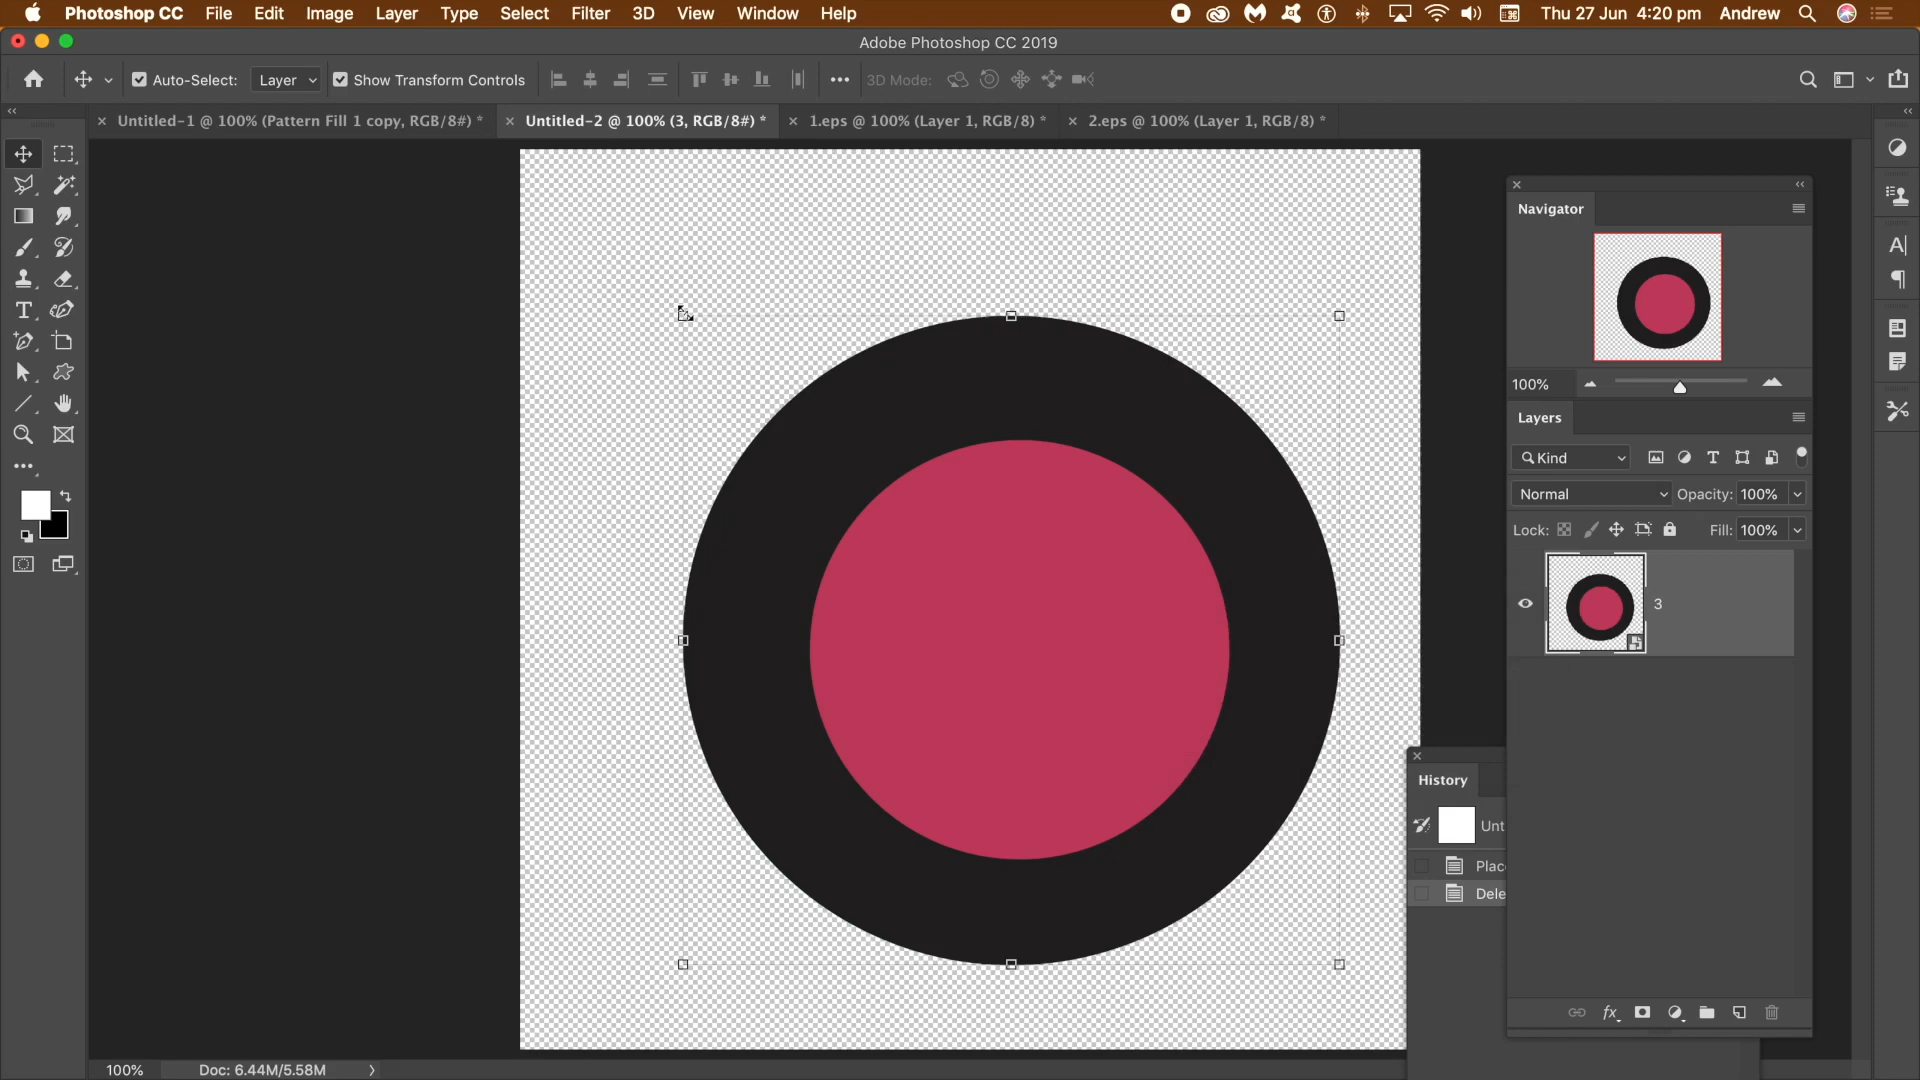 Photoshop CC File Edit Image Layer Type Select Filter 3D View Window Help Thu 27 Jun 4:20 pm Andrew
Adobe Photoshop CC 2019
Auto-Select: Layer Show Transform Controls 3D Mode:
Untitled-1 @ 100% (Pattern Fill 1 copy, RGB/8#) * Untitled-2 @ 100% (3, RGB/8#) * 1.eps @ 100% (Layer 1, RGB/8) * 2.eps @ 100% (Layer 1, RGB/8) *
Navigator
100%
Layers
Kind
Normal Opacity: 100%
Lock: Fill: 100%
3
History
Unt
Place
Dele
100% Doc: 6.44M/5.58M